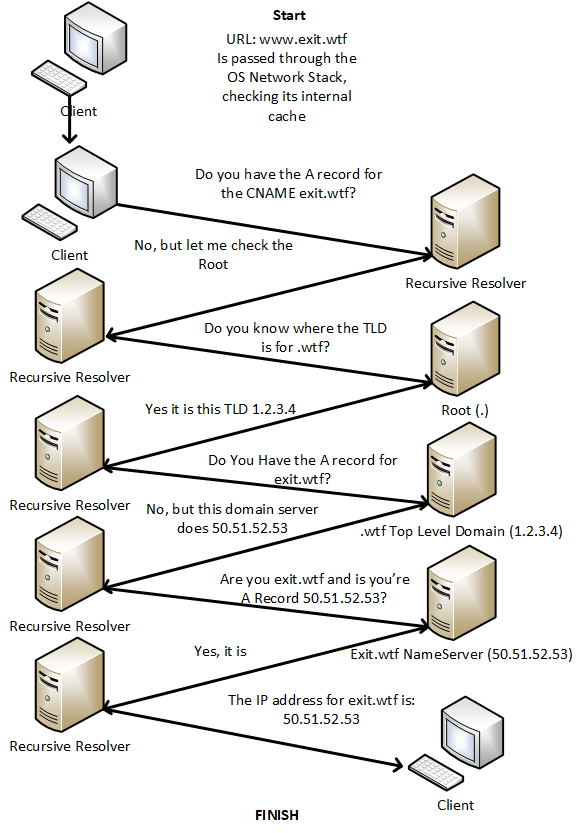 Start
URL: www.exit.wtf
Is passed through the
OS Network Stack,
checking its internal
cache
Client
Do you have the A record for
the CNAME exit.wtf?
Client
No, but let me check the
Root
Recursive Resolver
Do you know where the TLD
is for .wtf?
Recursive Resolver
Yes it is this TLD 1.2.3.4
Root (.)
Do You Have the A record for
exit.wtf?
Recursive Resolver
No, but this domain server
does 50.51.52.53
.wtf Top Level Domain (1.2.3.4)
Are you exit.wtf and is you’re
A Record 50.51.52.53?
Recursive Resolver
Yes, it is
Exit.wtf NameServer (50.51.52.53)
The IP address for exit.wtf is:
50.51.52.53
Recursive Resolver
Client
FINISH